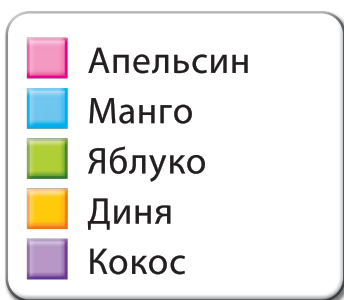 Апельсин
Манго
Яблуко
Диня
Кокос